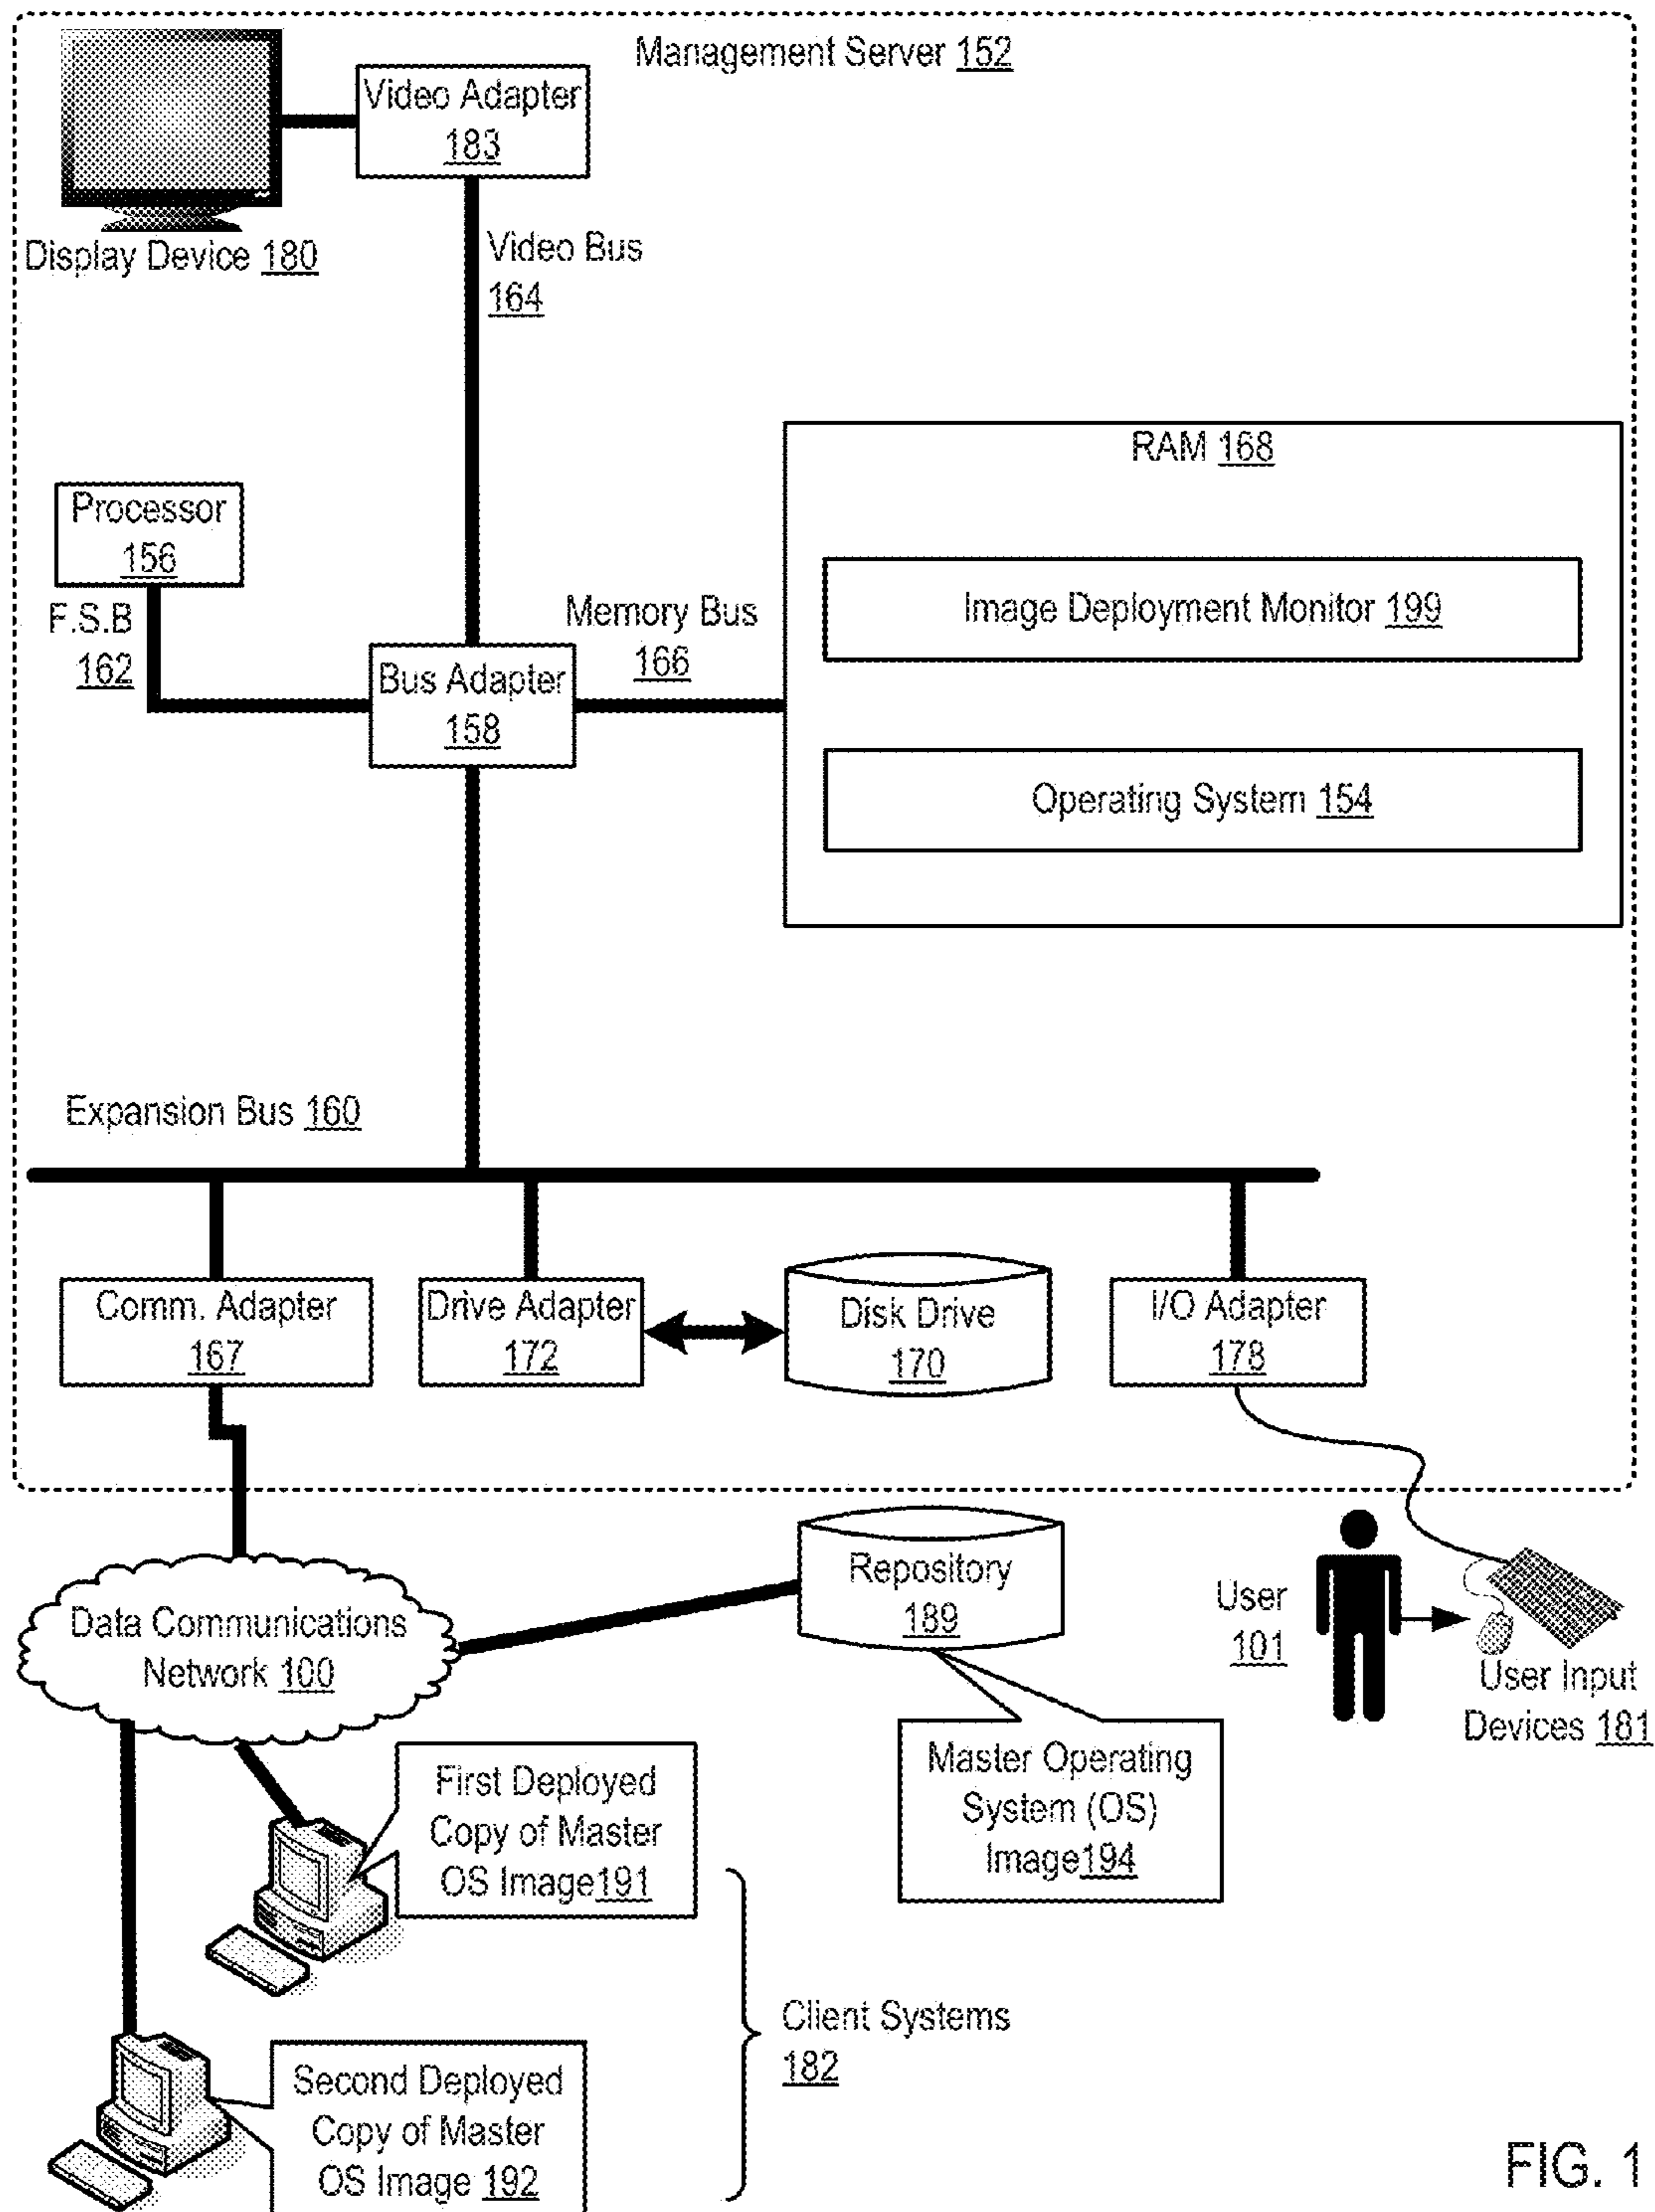 Management Server 152
Video Adapter
183
Display Device 180
Video Bus
164
RAM 168
Processor
156
Image Deployment Monitor 199
F.S.B
162
Memory Bus
166
Bus Adapter
158
Operating System 154
Expansion Bus 160
Comm. Adapter
167
Drive Adapter
172
Disk Drive
170
I/O Adapter
178
Data Communications
Network 100
Repository
189
User
101
User Input
Devices 181
Master Operating
System (OS)
Image194
First Deployed
Copy of Master
OS Image191
Client Systems
182
Second Deployed
Copy of Master
OS Image 192
FIG. 1